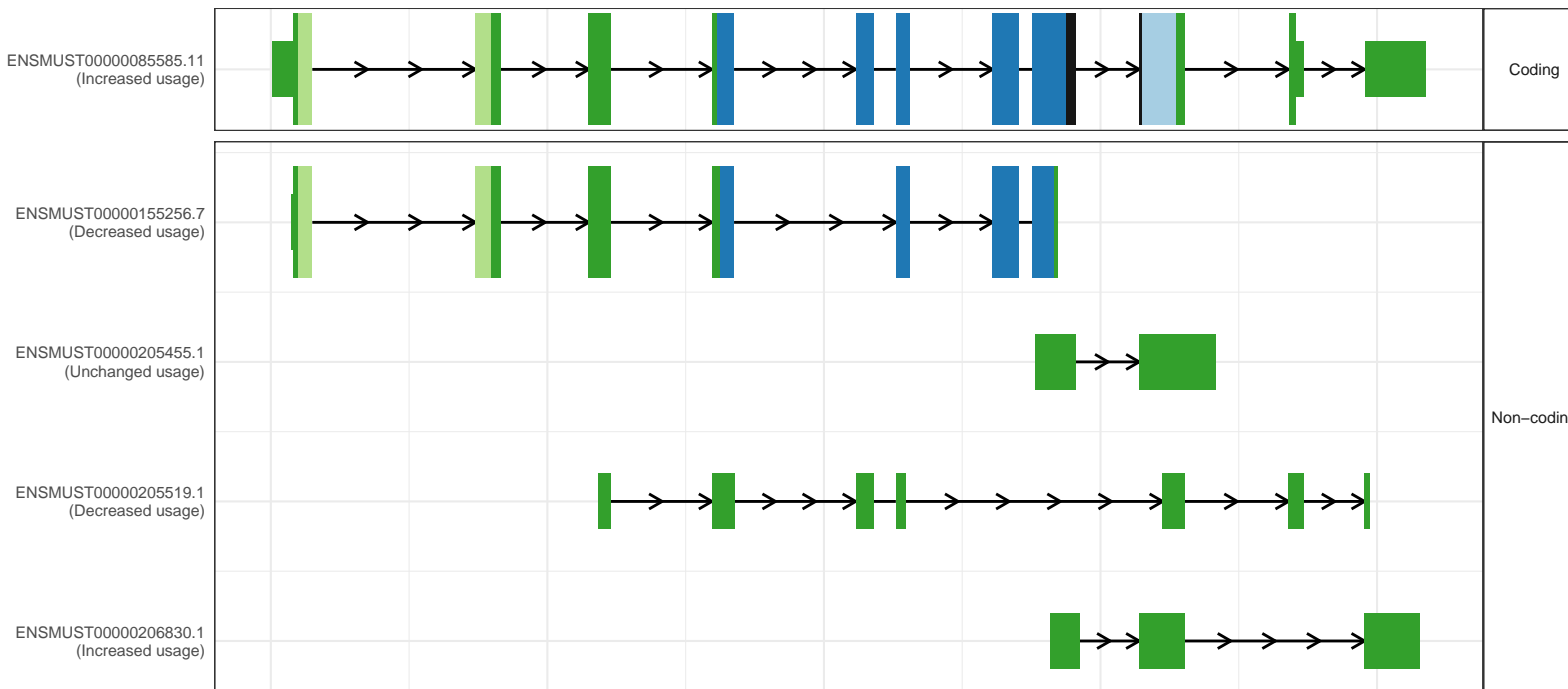 ENSMUST00000085585.11
(Increased usage)
Coding
ENSMUST00000155256.7
(Decreased usage)
ENSMUST00000205455.1
(Unchanged usage)
Non−codin
ENSMUST00000205519.1
(Decreased usage)
ENSMUST00000206830.1
(Increased usage)